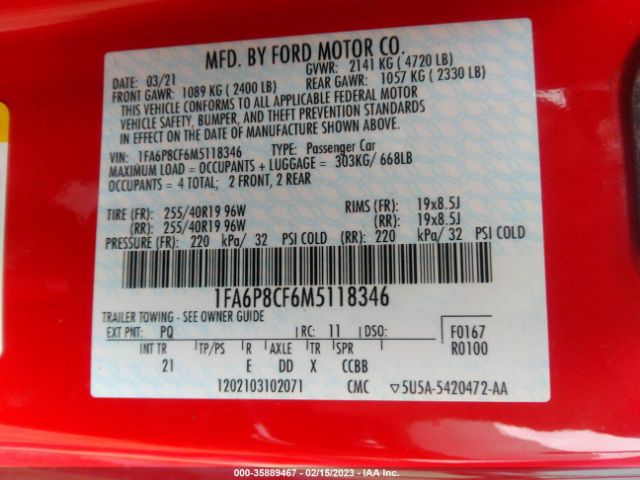 MFD. BY FORD MOTOR CO.
DATE: 03/21 GVWR: 2141 KG ( 4720 LB)
FRONT GAWR: 1089 KG ( 2400 LB) REAR GAWR: 1057 KG ( 2330 LB)
THIS VEHICLE CONFORMS TO ALL APPLICABLE FEDERAL MOTOR
VEHICLE SAFETY, BUMPER, AND THEFT PREVENTION STANDARDS
IN EFFECT ON THE DATE OF MANUFACTURE SHOWN ABOVE.
VIN: 1FA6P8CF6M5118346 TYPE: Passenger Car
MAXIMUM LOAD = OCCUPANTS + LUGGAGE = 303KG/ 668LB
OCCUPANTS = 4 TOTAL; 2 FRONT, 2 REAR
TIRE (FR): 255/40R19 96W RIMS (FR): 19x8.5J
(RR): 255/40R19 96W (RR): 19x8.5J
PRESSURE (FR): 220 kPa/ 32 PSI COLD (RR): 220 kPa/ 32 PSI COLD
1FA6P8CF6M5118346
TRAILER TOWING - SEE OWNER GUIDE
EXT PNT: PQ RC: 11 DSO: F0167
INT TR TP/PS R AXLE TR SPR R0100
21 E DD X CCBB
1202103102071 CMC ▽5U5A-5420472-AA
000-35889467 - 02/15/2023 - IAA Inc.